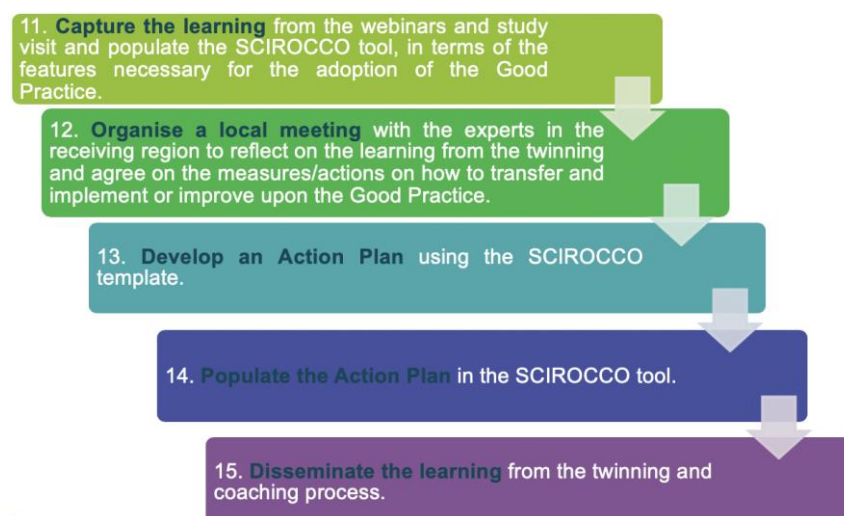 11. Capture the learning from the webinars and study
visit and populate the SCIROCCO tool, in terms of the
features necessary for the adoption of the Good
Practice.
12. Organise a local meeting with the experts in the
receiving region to reflect on the learning from the twinning
and agree on the measures/actions on how to transfer and
implement or improve upon the Good Practice.
13. Develop an Action Plan using the SCIROCCO
template.
14. Populate the Action Plan in the SCIROCCO tool.
15. Disseminate the learning from the twinning and
coaching process.